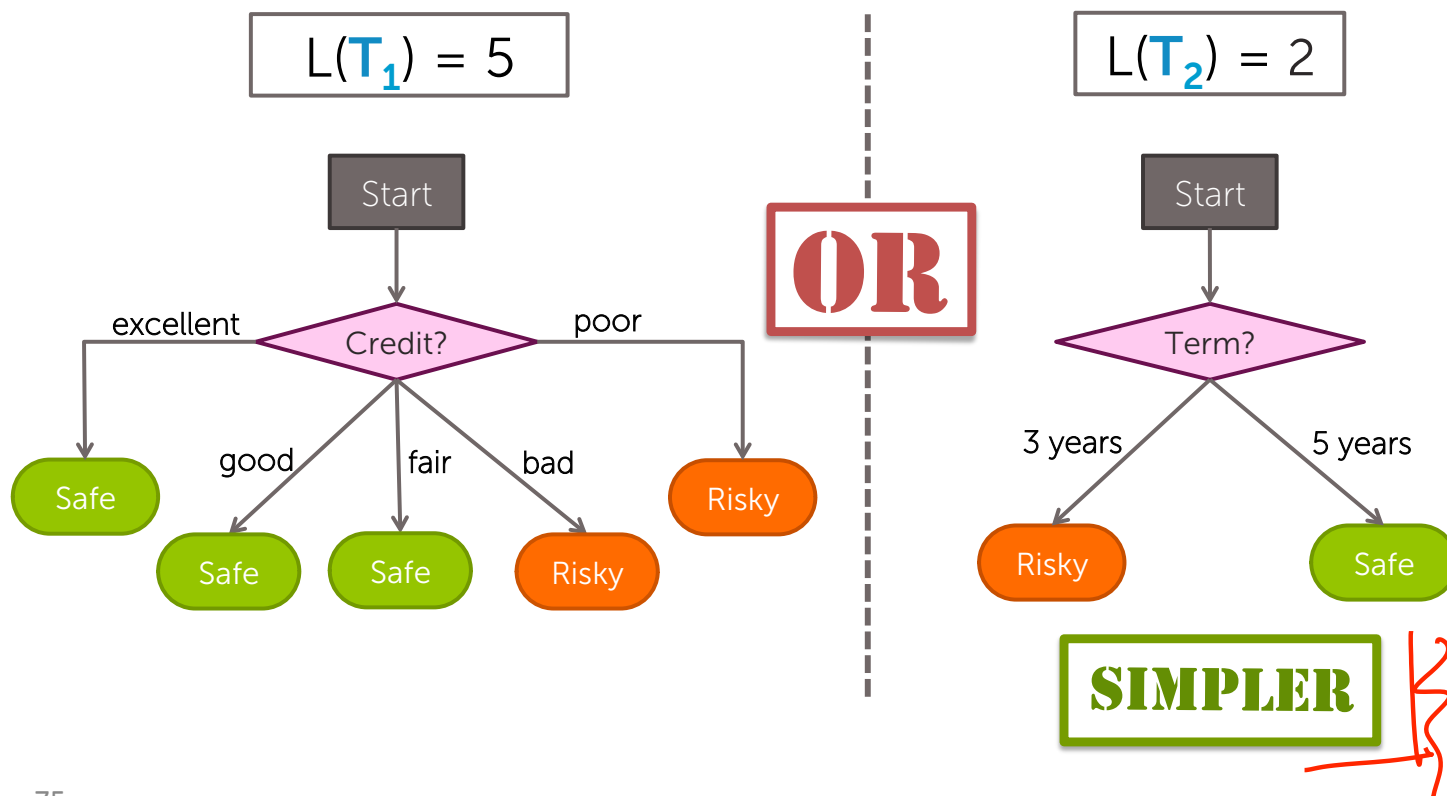 L(T1) = 5
L(T2) = 2
Start
Start
OR
excellent
poor
Credit?
Term?
good
fair
bad
3 years
5 years
Safe
Risky
Safe
Safe
Risky
Risky
Safe
SIMPLER